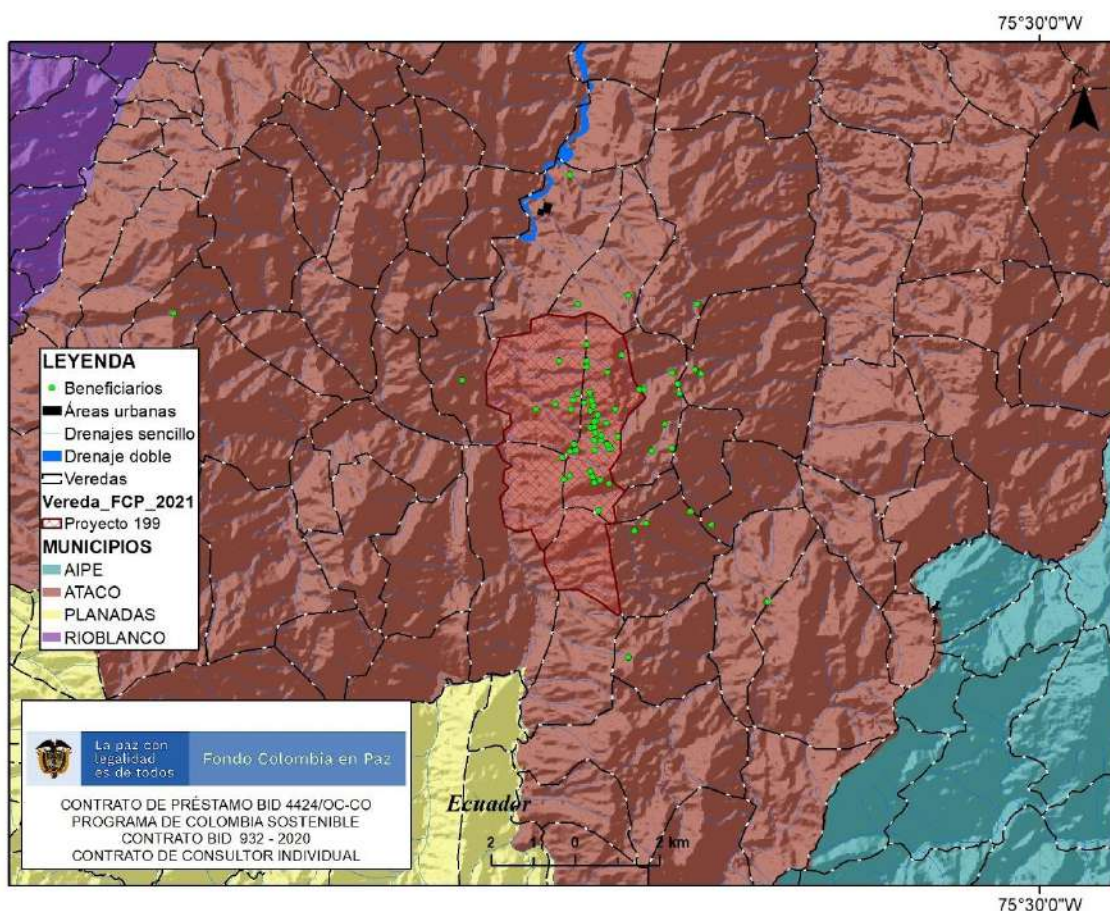 75°30'0"W
LEYENDA
Beneficiarios
Áreas urbanas
Drenajes sencillo
Drenaje doble
Veredas
Vereda_FCP_2021
Proyecto 199
MUNICIPIOS
AIPE
ATACO
PLANADAS
RIOBLANCO
La paz con
legalidad
es de todos
Fondo Colombia en Paz
CONTRATO DE PRÉSTAMO BID 4424/OC-CO
PROGRAMA DE COLOMBIA SOSTENIBLE
CONTRATO BID 932 - 2020
CONTRATO DE CONSULTOR INDIVIDUAL
Ecuador
2 1 0 2 km
75°30'0"W